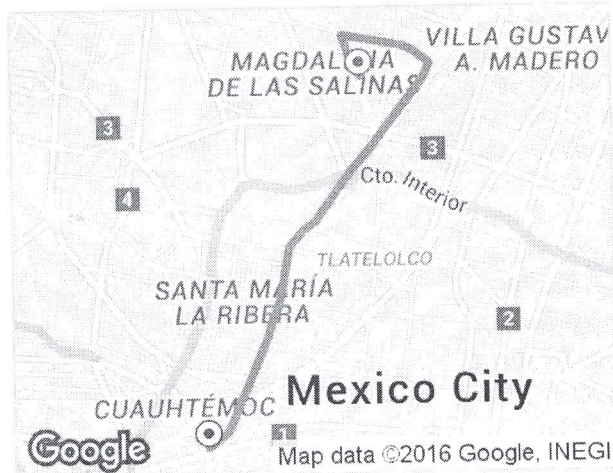 MAGDALENA
DE LAS SALINAS
VILLA GUSTAV
A. MADERO
3
3
Cto. Interior
4
TLATELOLCO
SANTA MARÍA
LA RIBERA
2
Mexico City
CUAUHTÉMOC
1
Google
Map data ©2016 Google, INEGI